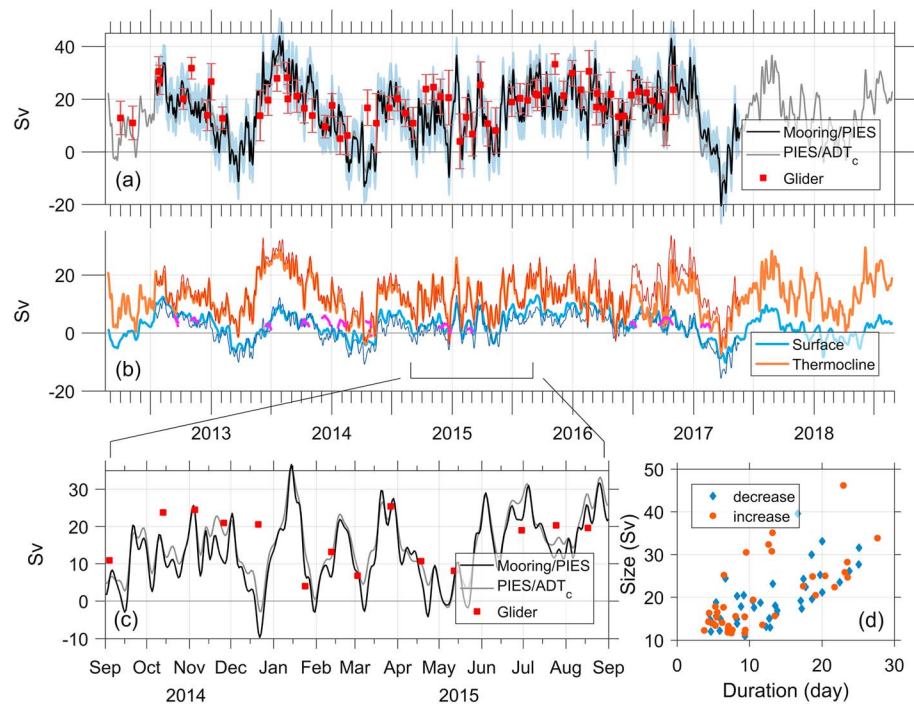 40
20
0
-20
Sv
(a)
Mooring/PIES
PIES/ADTc
Glider
20
0
-20
Sv
(b)
Surface
Thermocline
2013 2014 2015 2016 2017 2018
30
20
10
0
-10
Sv
(c)
Mooring/PIES
PIES/ADTc
Glider
Sep Oct Nov Dec Jan Feb Mar Apr May Jun Jul Aug Sep
2014 2015
50
40
30
20
10
Size (Sv)
decrease
increase
(d)
0 10 20 30
Duration (day)